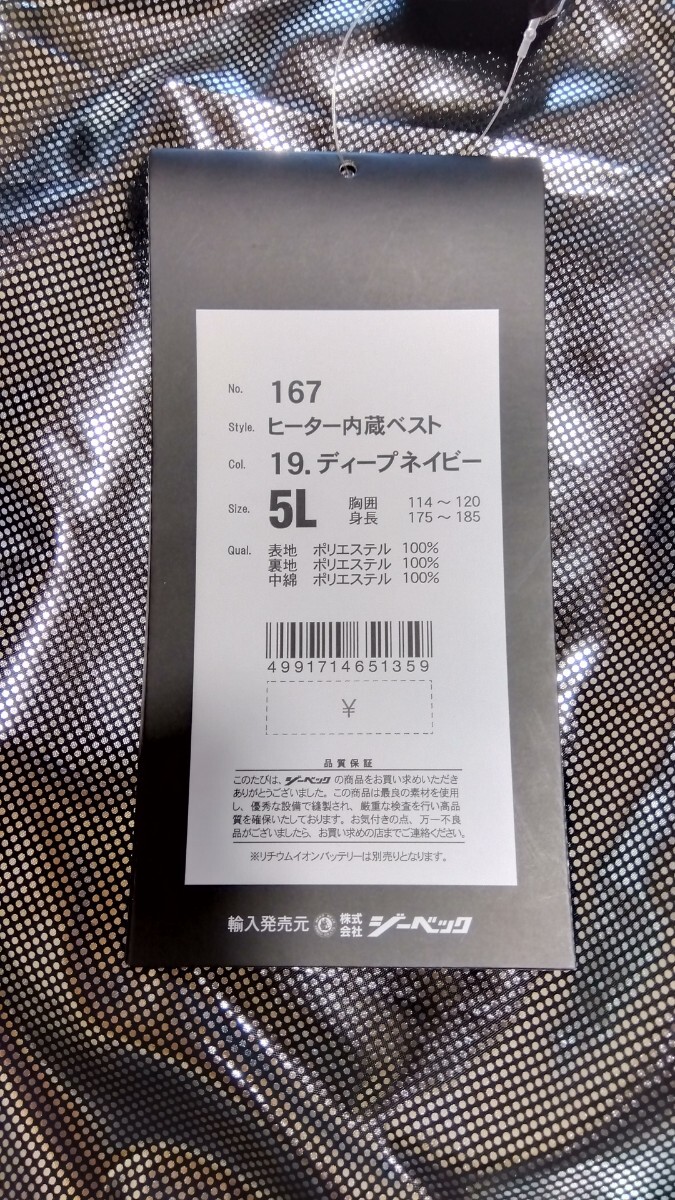 No. 167
Style. ヒーター内蔵ベスト
Col. 19.ディープネイビー
Size. 5L 胸囲 114～120
身長 175～185
Qual. 表地 ポリエステル 100%
裏地 ポリエステル 100%
中綿 ポリエステル 100%
4991714651359
¥
品質保証
このたびは、ジーベックの商品をお買い求めいただき
ありがとうございました。この商品は最良の素材を使用
し、優秀な設備で縫製され、厳重な検査を行い高品
質を確保いたしております。お気付きの点、万一不良
品がございましたら、お買い求めの店までご連絡ください。
※リチウムイオンバッテリーは別売りとなります。
輸入発売元 株式会社 ジーベック